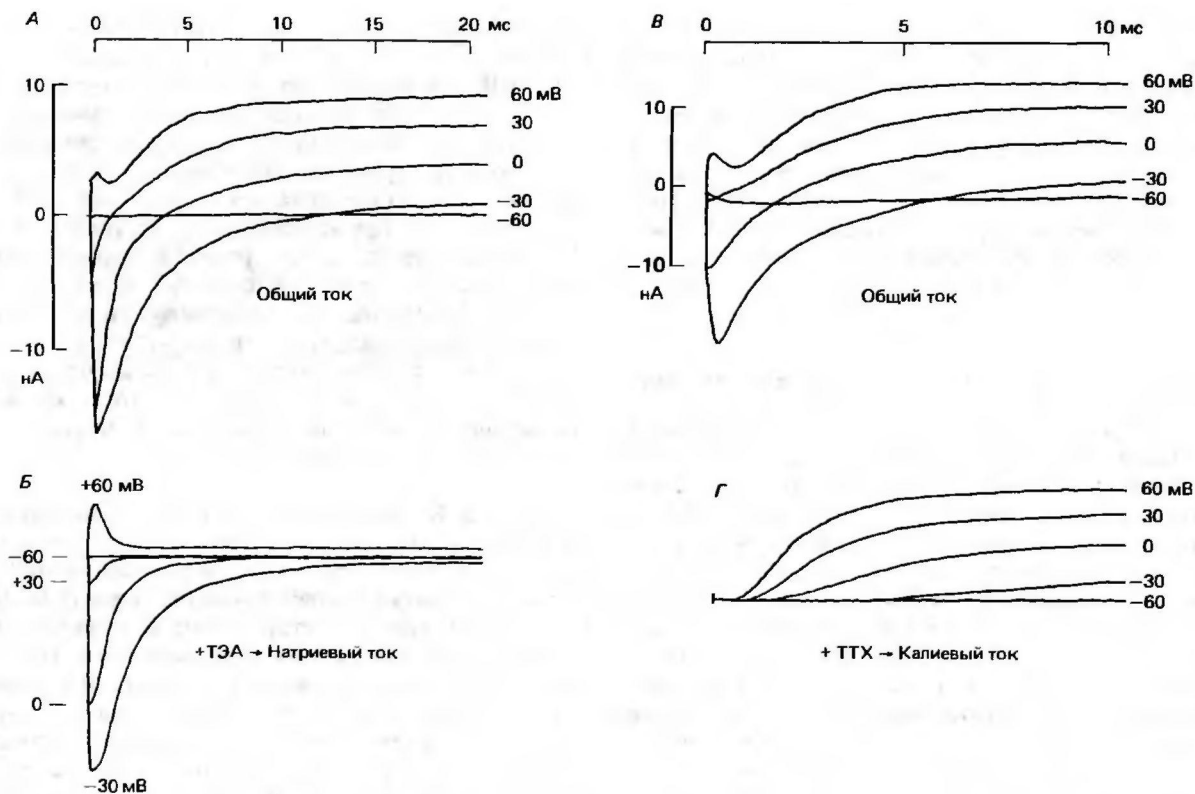 А
0 5 10 15 20 мс
10
0
−10
нА
60 мВ
30
0
−30
−60
Общий ток
В
0 5 10 мс
10
0
−10
нА
60 мВ
30
0
−30
−60
Общий ток
Б
+60 мВ
−60
+30
0
−30 мВ
+ТЭА → Натриевый ток
Г
60 мВ
30
0
−30
−60
+ ТТХ → Калиевый ток